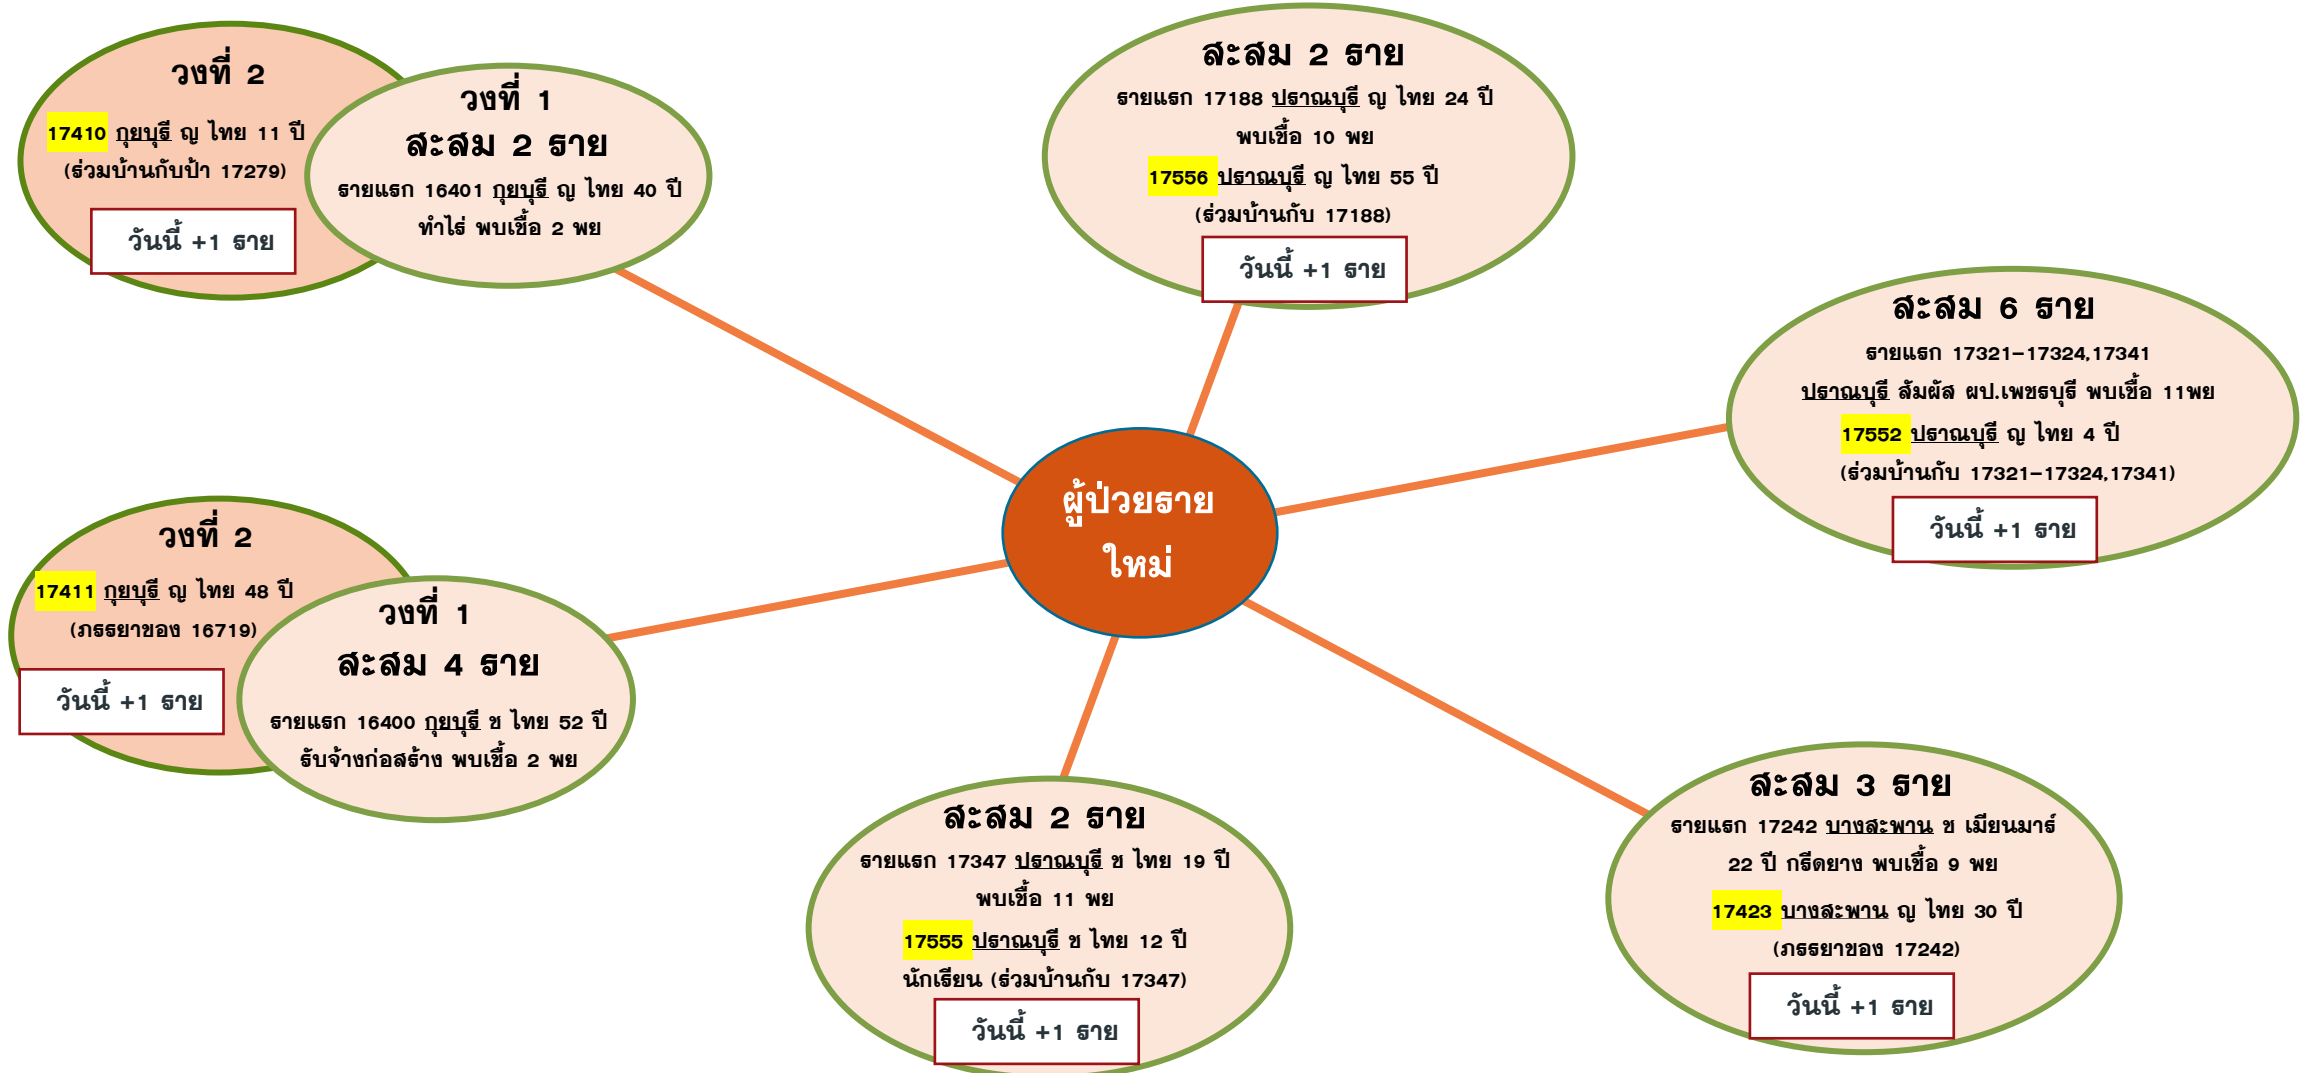 วงที่ 2
17410 กุยบุรี ญ ไทย 11 ปี
(ร่วมบ้านกับป้า 17279)
วันนี้ +1 ราย
วงที่ 1
สะสม 2 ราย
รายแรก 16401 กุยบุรี ญ ไทย 40 ปี
ทำไร่ พบเชื้อ 2 พย
สะสม 2 ราย
รายแรก 17188 ปราณบุรี ญ ไทย 24 ปี
พบเชื้อ 10 พย
17556 ปราณบุรี ญ ไทย 55 ปี
(ร่วมบ้านกับ 17188)
วันนี้ +1 ราย
สะสม 6 ราย
รายแรก 17321-17324,17341
ปราณบุรี สัมผัส ผป.เพชรบุรี พบเชื้อ 11พย
17552 ปราณบุรี ญ ไทย 4 ปี
(ร่วมบ้านกับ 17321-17324,17341)
วันนี้ +1 ราย
ผู้ป่วยราย
ใหม่
วงที่ 2
17411 กุยบุรี ญ ไทย 48 ปี
(ภรรยาของ 16719)
วันนี้ +1 ราย
วงที่ 1
สะสม 4 ราย
รายแรก 16400 กุยบุรี ช ไทย 52 ปี
รับจ้างก่อสร้าง พบเชื้อ 2 พย
สะสม 2 ราย
รายแรก 17347 ปราณบุรี ช ไทย 19 ปี
พบเชื้อ 11 พย
17555 ปราณบุรี ช ไทย 12 ปี
นักเรียน (ร่วมบ้านกับ 17347)
วันนี้ +1 ราย
สะสม 3 ราย
รายแรก 17242 บางสะพาน ช เมียนมาร์
22 ปี กรีดยาง พบเชื้อ 9 พย
17423 บางสะพาน ญ ไทย 30 ปี
(ภรรยาของ 17242)
วันนี้ +1 ราย